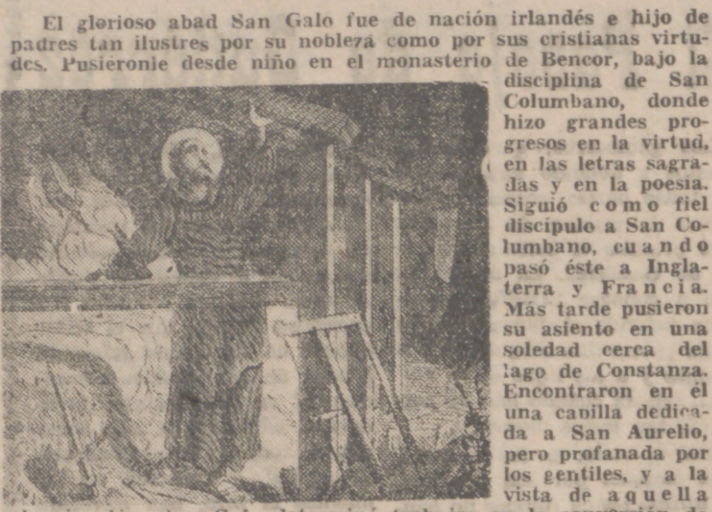 El glorioso abad San Galo fue de nación irlandés e hijo de
padres tan ilustres por su nobleza como por sus cristianas virtu-
des. Pusiéronle desde niño en el monasterio de Bencor, bajo la
disciplina de San
Columbano, donde
hizo grandes pro-
gresos en la virtud,
en las letras sagra-
das y en la poesía.
Siguió como fiel
discípulo a San Co-
lumbano, cuando
pasó éste a Ingla-
terra y Francia.
Más tarde pusieron
su asiento en una
soledad cerca del
lago de Constanza.
Encontraron en él
una capilla dedica-
da a San Aurelio,
pero profanada por
los gentiles, y a la
vista de aquella